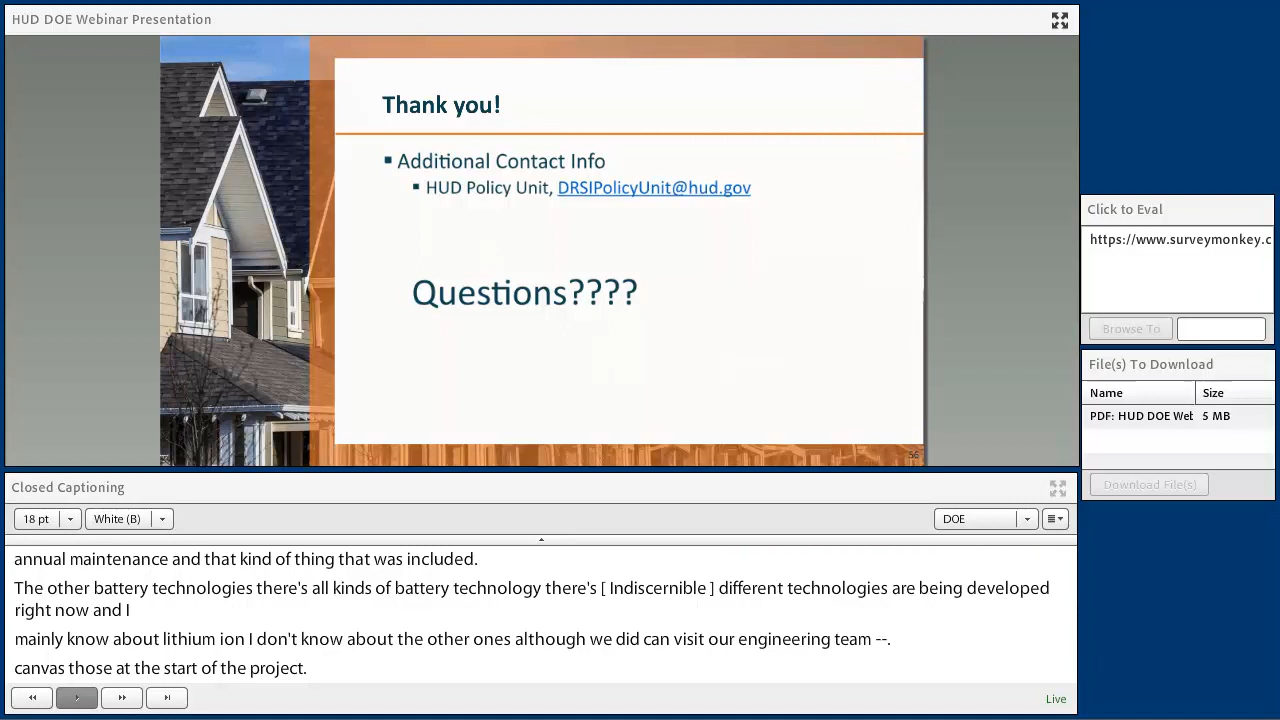 HUD DOE Webinar Presentation
Thank you!
Additional Contact Info
HUD Policy Unit, DRSIPolicyUnit@hud.gov
Questions????
56
Click to Eval
https://www.surveymonkey.c
Browse To
File(s) To Download
Name Size
PDF: HUD DOE Wet 5 MB
Download File(s)
Closed Captioning
18 pt White (B) DOE
annual maintenance and that kind of thing that was included.
The other battery technologies there's all kinds of battery technology there's [ Indiscernible ] different technologies are being developed
right now and I
mainly know about lithium ion I don't know about the other ones although we did can visit our engineering team --.
canvas those at the start of the project.
Live